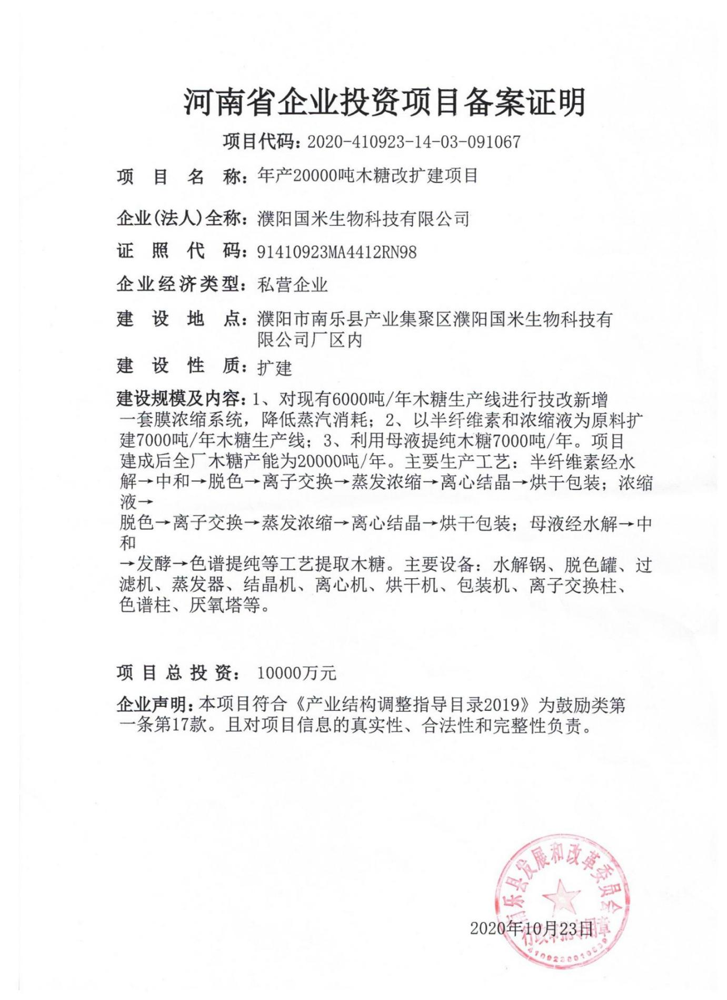 河南省企业投资项目备案证明
项目代码：2020-410923-14-03-091067
项目名称：年产20000吨木糖改扩建项目
企业(法人)全称：濮阳国米生物科技有限公司
证照代码：91410923MA4412RN98
企业经济类型：私营企业
建设地点：濮阳市南乐县产业集聚区濮阳国米生物科技有
限公司厂区内
建设性质：扩建
建设规模及内容：1、对现有6000吨/年木糖生产线进行技改新增
一套膜浓缩系统，降低蒸汽消耗；2、以半纤维素和浓缩液为原料扩
建7000吨/年木糖生产线；3、利用母液提纯木糖7000吨/年。项目
建成后全厂木糖产能为20000吨/年。主要生产工艺：半纤维素经水
解→中和→脱色→离子交换→蒸发浓缩→离心结晶→烘干包装；浓缩
液→
脱色→离子交换→蒸发浓缩→离心结晶→烘干包装；母液经水解→中
和
→发酵→色谱提纯等工艺提取木糖。主要设备：水解锅、脱色罐、过
滤机、蒸发器、结晶机、离心机、烘干机、包装机、离子交换柱、
色谱柱、厌氧塔等。
项目总投资：10000万元
企业声明：本项目符合《产业结构调整指导目录2019》为鼓励类第
一条第17款。且对项目信息的真实性、合法性和完整性负责。
南乐县发展和改革委员会
行政审批专用章
2020年10月23日